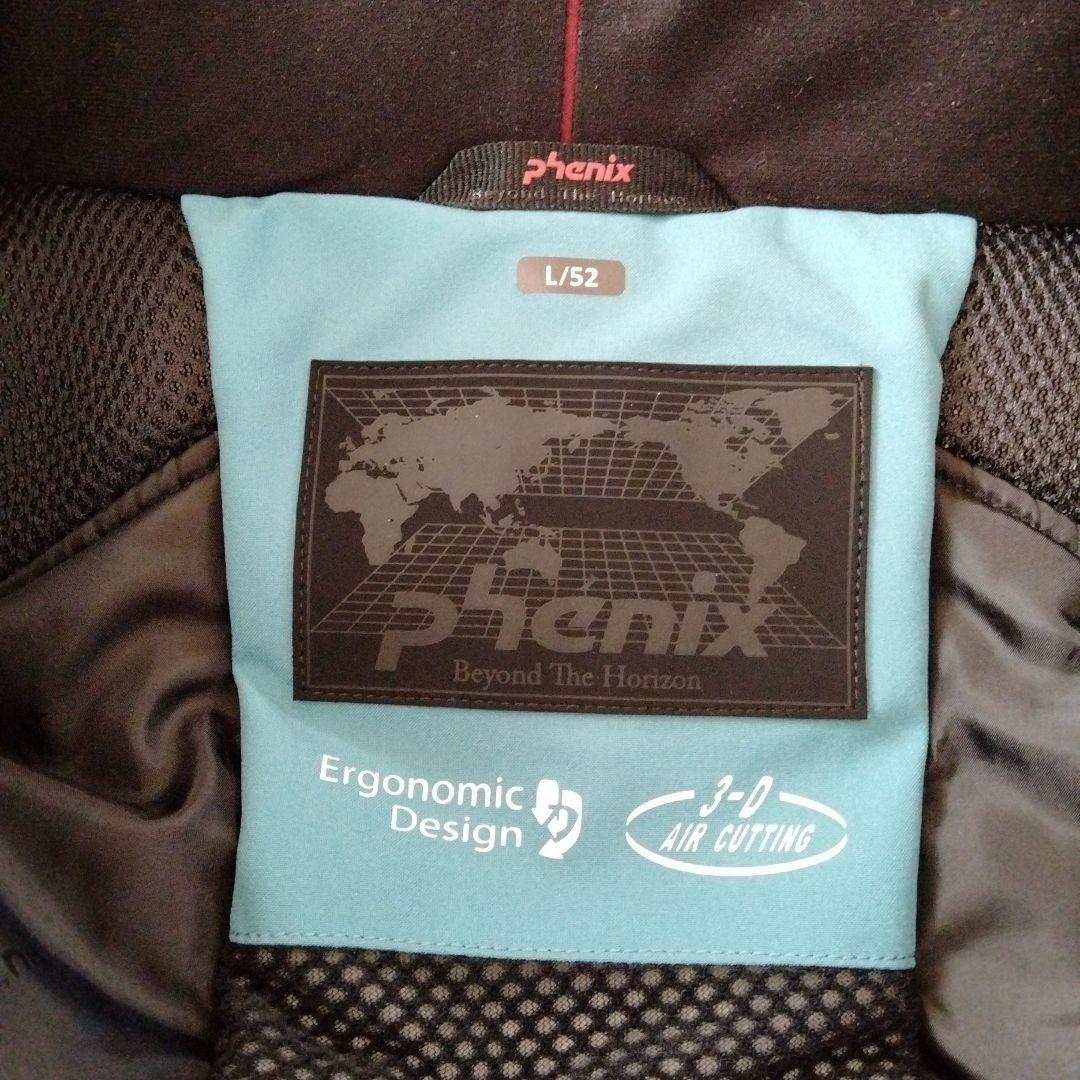 phenix
Beyond The Horizon
L/52
phenix
Beyond The Horizon
Ergonomic
Design
3-D
AIR CUTTING